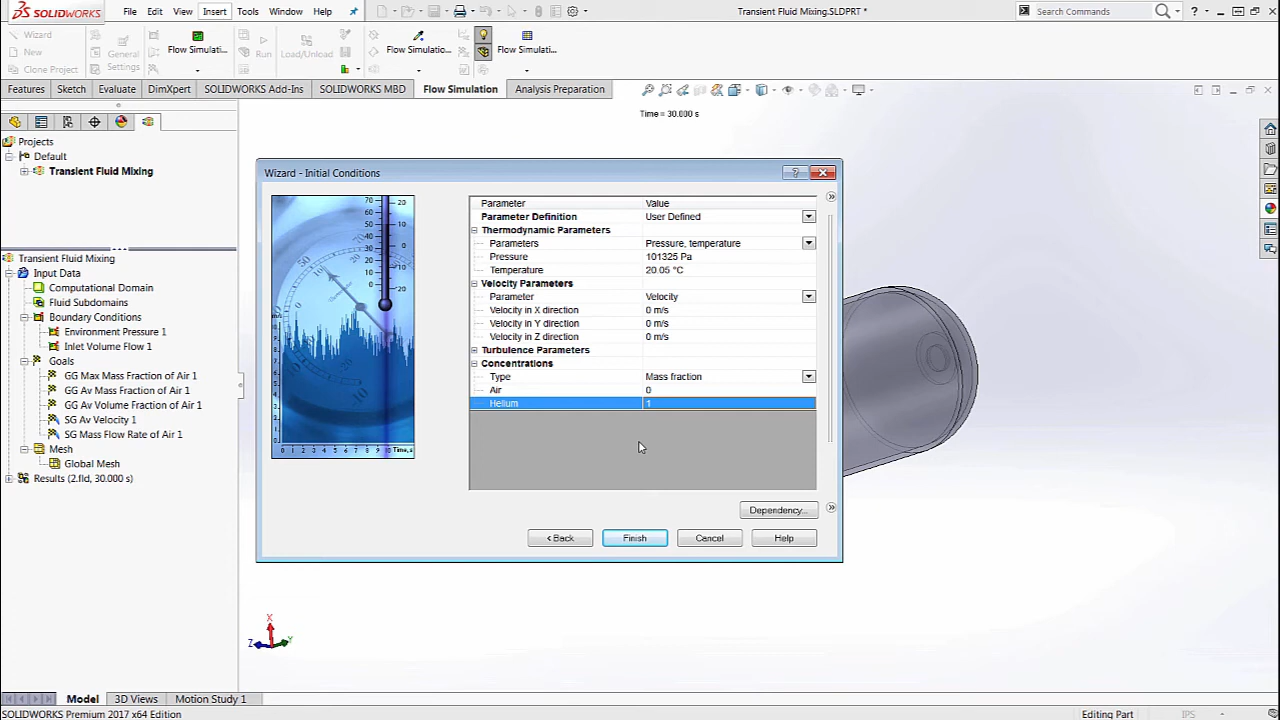 SOLIDWORKS File Edit View Insert Tools Window Help Transient Fluid Mixing.SLDPRT * Search Commands
Wizard
New
Clone Project
General Settings
Flow Simulati...
Run
Load/Unload
Flow Simulatio...
Flow Simulati...
Features Sketch Evaluate DimXpert SOLIDWORKS Add-Ins SOLIDWORKS MBD Flow Simulation Analysis Preparation
Time = 30.000 s
Projects
Default
Transient Fluid Mixing
Transient Fluid Mixing
Input Data
Computational Domain
Fluid Subdomains
Boundary Conditions
Environment Pressure 1
Inlet Volume Flow 1
Goals
GG Max Mass Fraction of Air 1
GG Av Mass Fraction of Air 1
GG Av Volume Fraction of Air 1
SG Av Velocity 1
SG Mass Flow Rate of Air 1
Mesh
Global Mesh
Results (2.fld, 30.000 s)
Wizard - Initial Conditions
Parameter Value
Parameter Definition User Defined
Thermodynamic Parameters
Parameters Pressure, temperature
Pressure 101325 Pa
Temperature 20.05 °C
Velocity Parameters
Parameter Velocity
Velocity in X direction 0 m/s
Velocity in Y direction 0 m/s
Velocity in Z direction 0 m/s
Turbulence Parameters
Concentrations
Type Mass fraction
Air 0
Helium 1
Dependency...
< Back Finish Cancel Help
X
Z Y
Model 3D Views Motion Study 1
SOLIDWORKS Premium 2017 x64 Edition Editing Part IPS